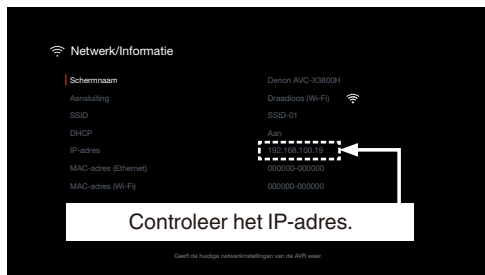 Netwerk/Informatie
Schermnaam Denon AVC-X3800H
Aansluiting Draadloos (Wi-Fi)
SSID SSID-01
DHCP Aan
IP-adres 192.168.100.19
MAC-adres (Ethernet) 000000-000000
MAC-adres (Wi-Fi) 000000-000000
Controleer het IP-adres.
Geeft de huidige netwerkinstellingen van de AVR weer.